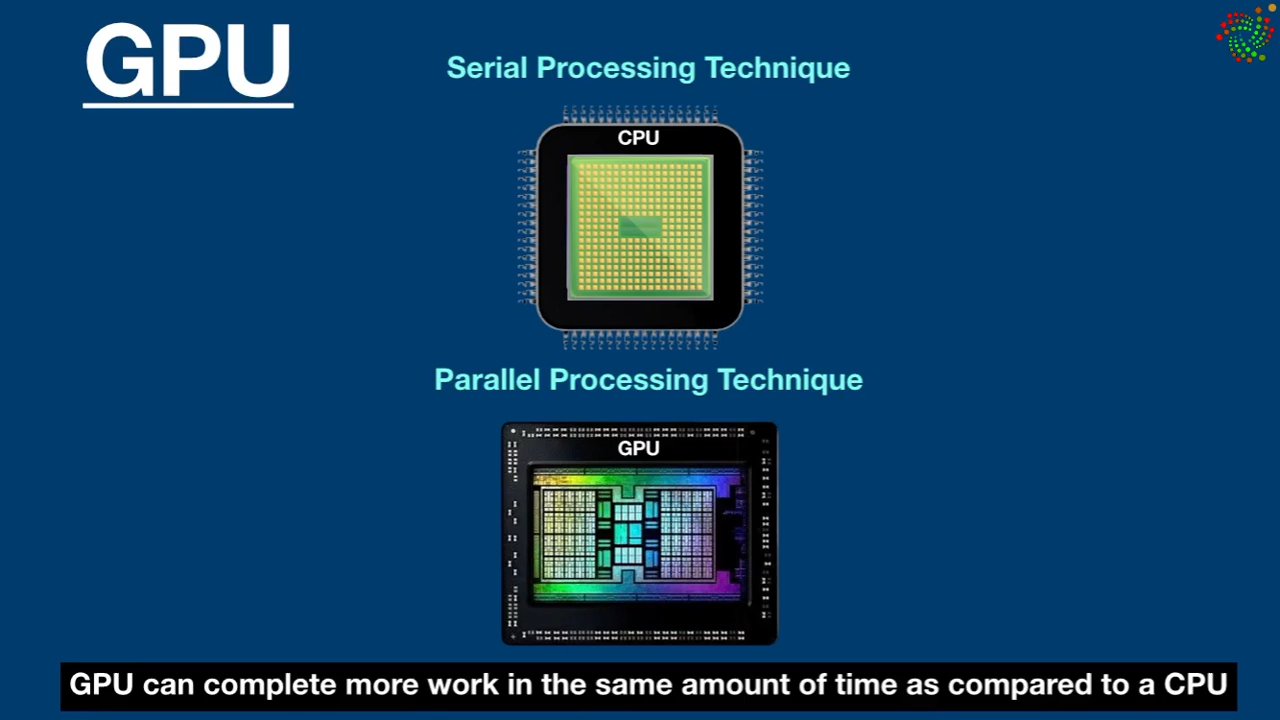 GPU
Serial Processing Technique
CPU
Parallel Processing Technique
GPU
GPU can complete more work in the same amount of time as compared to a CPU